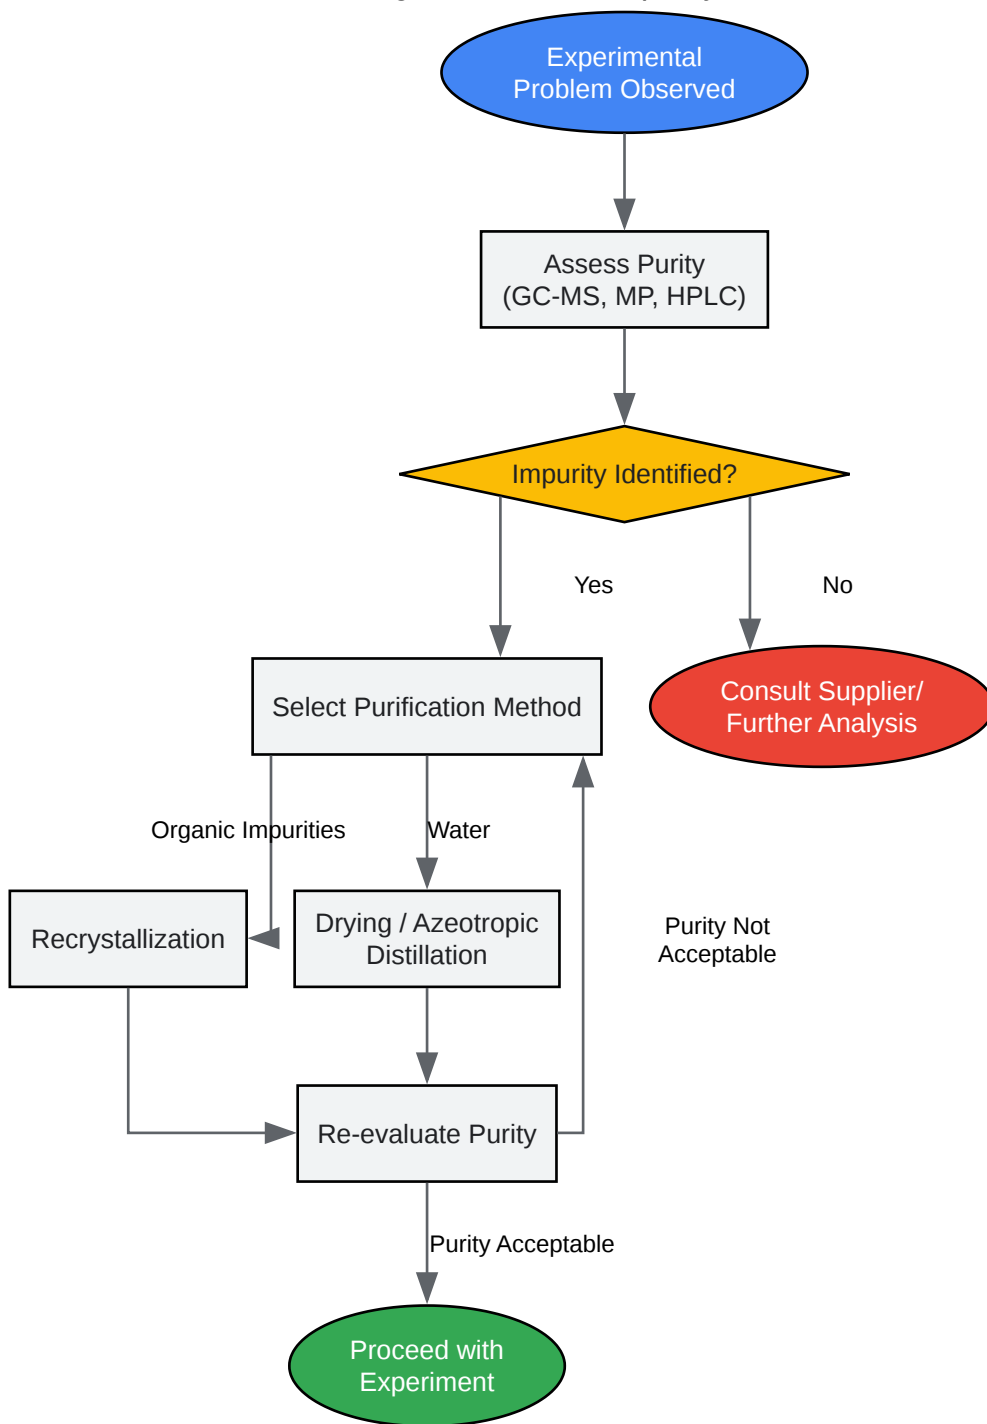 Experimental
Problem Observed
Assess Purity
(GC-MS, MP, HPLC)
Impurity Identified?
Yes
No
Select Purification Method
Consult Supplier/
Further Analysis
Organic Impurities
Water
Recrystallization
Drying / Azeotropic
Distillation
Purity Not
Acceptable
Re-evaluate Purity
Purity Acceptable
Proceed with
Experiment